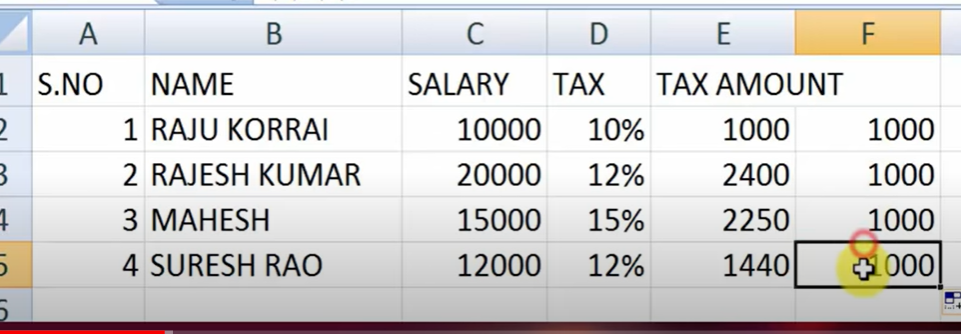 A B C D E F
1 S.NO NAME SALARY TAX TAX AMOUNT
2 1 RAJU KORRAI 10000 10% 1000 1000
3 2 RAJESH KUMAR 20000 12% 2400 1000
4 3 MAHESH 15000 15% 2250 1000
5 4 SURESH RAO 12000 12% 1440 1000
6